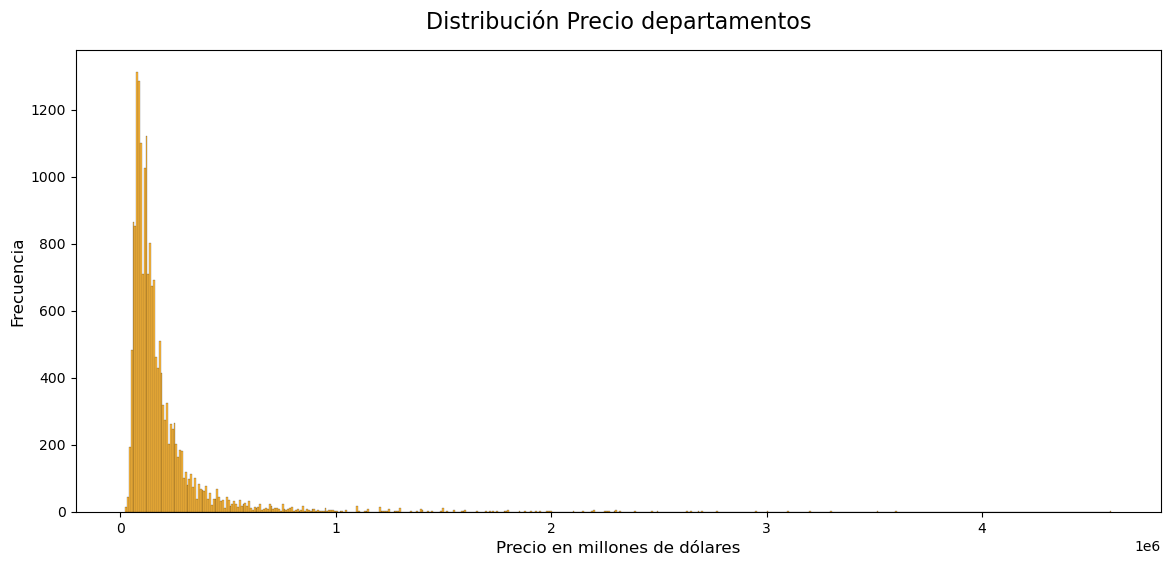 Distribución Precio departamentos
1200
1000
800
600
400
200
0
Frecuencia
0 1 2 3 4
1e6
Precio en millones de dólares